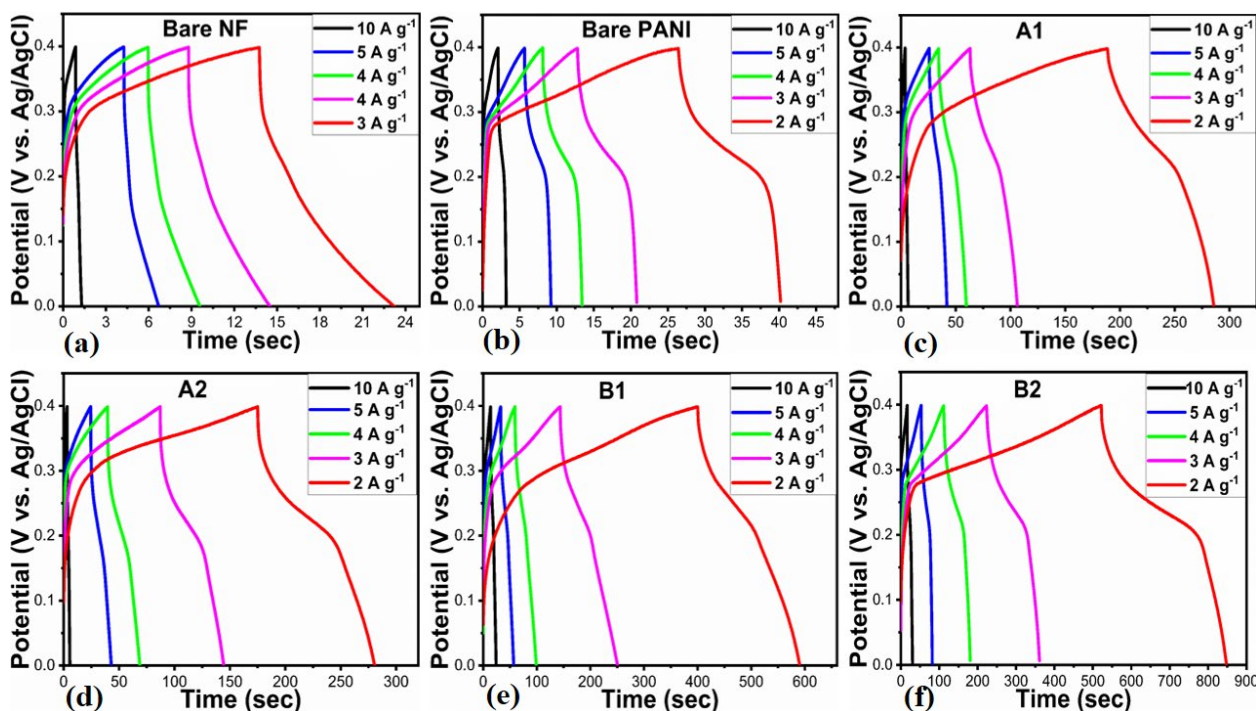 Bare NF
10 A g⁻¹
5 A g⁻¹
4 A g⁻¹
4 A g⁻¹
3 A g⁻¹
Potential (V vs. Ag/AgCl)
0.4
0.3
0.2
0.1
0.0
0 3 6 9 12 15 18 21 24
Time (sec)
(a)
Bare PANI
10 A g⁻¹
5 A g⁻¹
4 A g⁻¹
3 A g⁻¹
2 A g⁻¹
Potential (V vs. Ag/AgCl)
0.4
0.3
0.2
0.1
0.0
0 5 10 15 20 25 30 35 40 45
Time (sec)
(b)
A1
10 A g⁻¹
5 A g⁻¹
4 A g⁻¹
3 A g⁻¹
2 A g⁻¹
Potential (V vs. Ag/AgCl)
0.4
0.3
0.2
0.1
0.0
0 50 100 150 200 250 300
Time (sec)
(c)
A2
10 A g⁻¹
5 A g⁻¹
4 A g⁻¹
3 A g⁻¹
2 A g⁻¹
Potential (V vs. Ag/AgCl)
0.4
0.3
0.2
0.1
0.0
0 50 100 150 200 250 300
Time (sec)
(d)
B1
10 A g⁻¹
5 A g⁻¹
4 A g⁻¹
3 A g⁻¹
2 A g⁻¹
Potential (V vs. Ag/AgCl)
0.4
0.3
0.2
0.1
0.0
0 100 200 300 400 500 600
Time (sec)
(e)
B2
10 A g⁻¹
5 A g⁻¹
4 A g⁻¹
3 A g⁻¹
2 A g⁻¹
Potential (V vs. Ag/AgCl)
0.4
0.3
0.2
0.1
0.0
0 100 200 300 400 500 600 700 800 900
Time (sec)
(f)